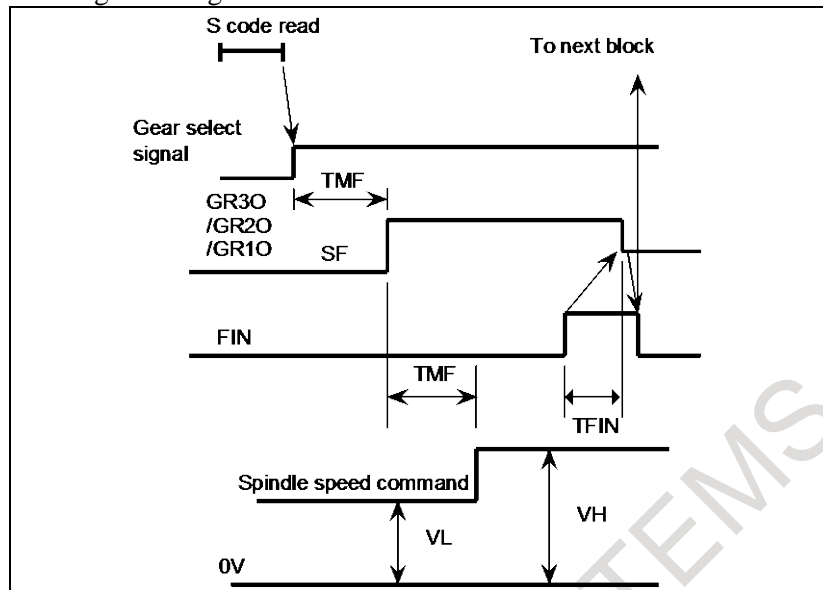 S code read
To next block
Gear select
signal
TMF
GR3O
/GR2O
/GR1O
SF
FIN
TMF
TFIN
Spindle speed command
VH
VL
0V
TEMS